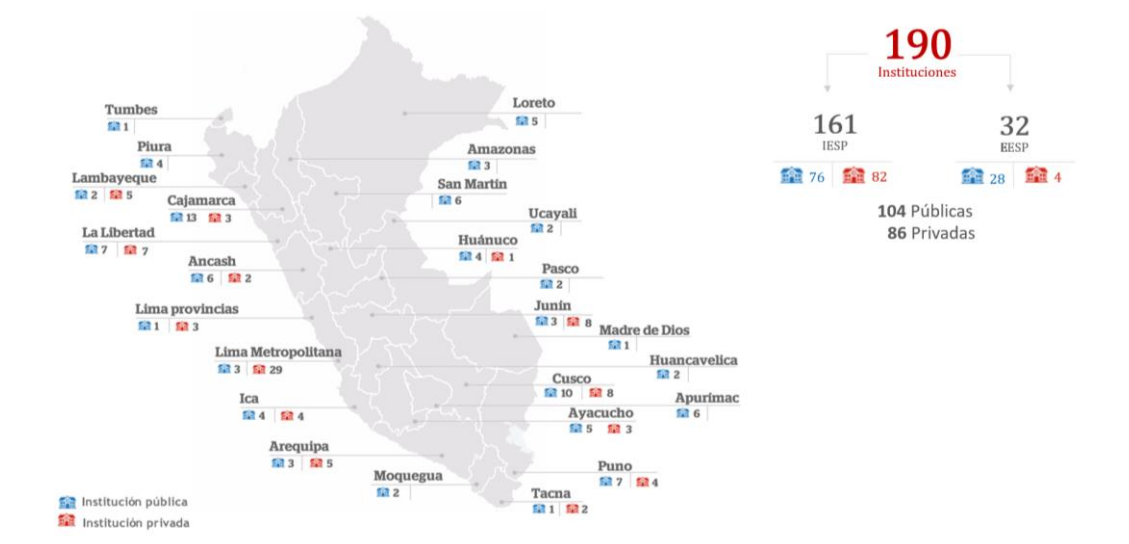 190
Instituciones
161
IESP
76 82
32
EESP
28 4
104 Públicas
86 Privadas
Tumbes
1
Piura
4
Lambayeque
2 5
Cajamarca
13 3
La Libertad
7 7
Ancash
6 2
Lima provincias
1 3
Lima Metropolitana
3 29
Ica
4 4
Arequipa
3 5
Moquegua
2
Loreto
5
Amazonas
3
San Martín
6
Ucayali
2
Huánuco
4 1
Pasco
2
Junín
3 8
Madre de Dios
1
Huancavelica
2
Cusco
10 8
Apurímac
6
Ayacucho
5 3
Puno
7 4
Tacna
1 2
Institución pública
Institución privada